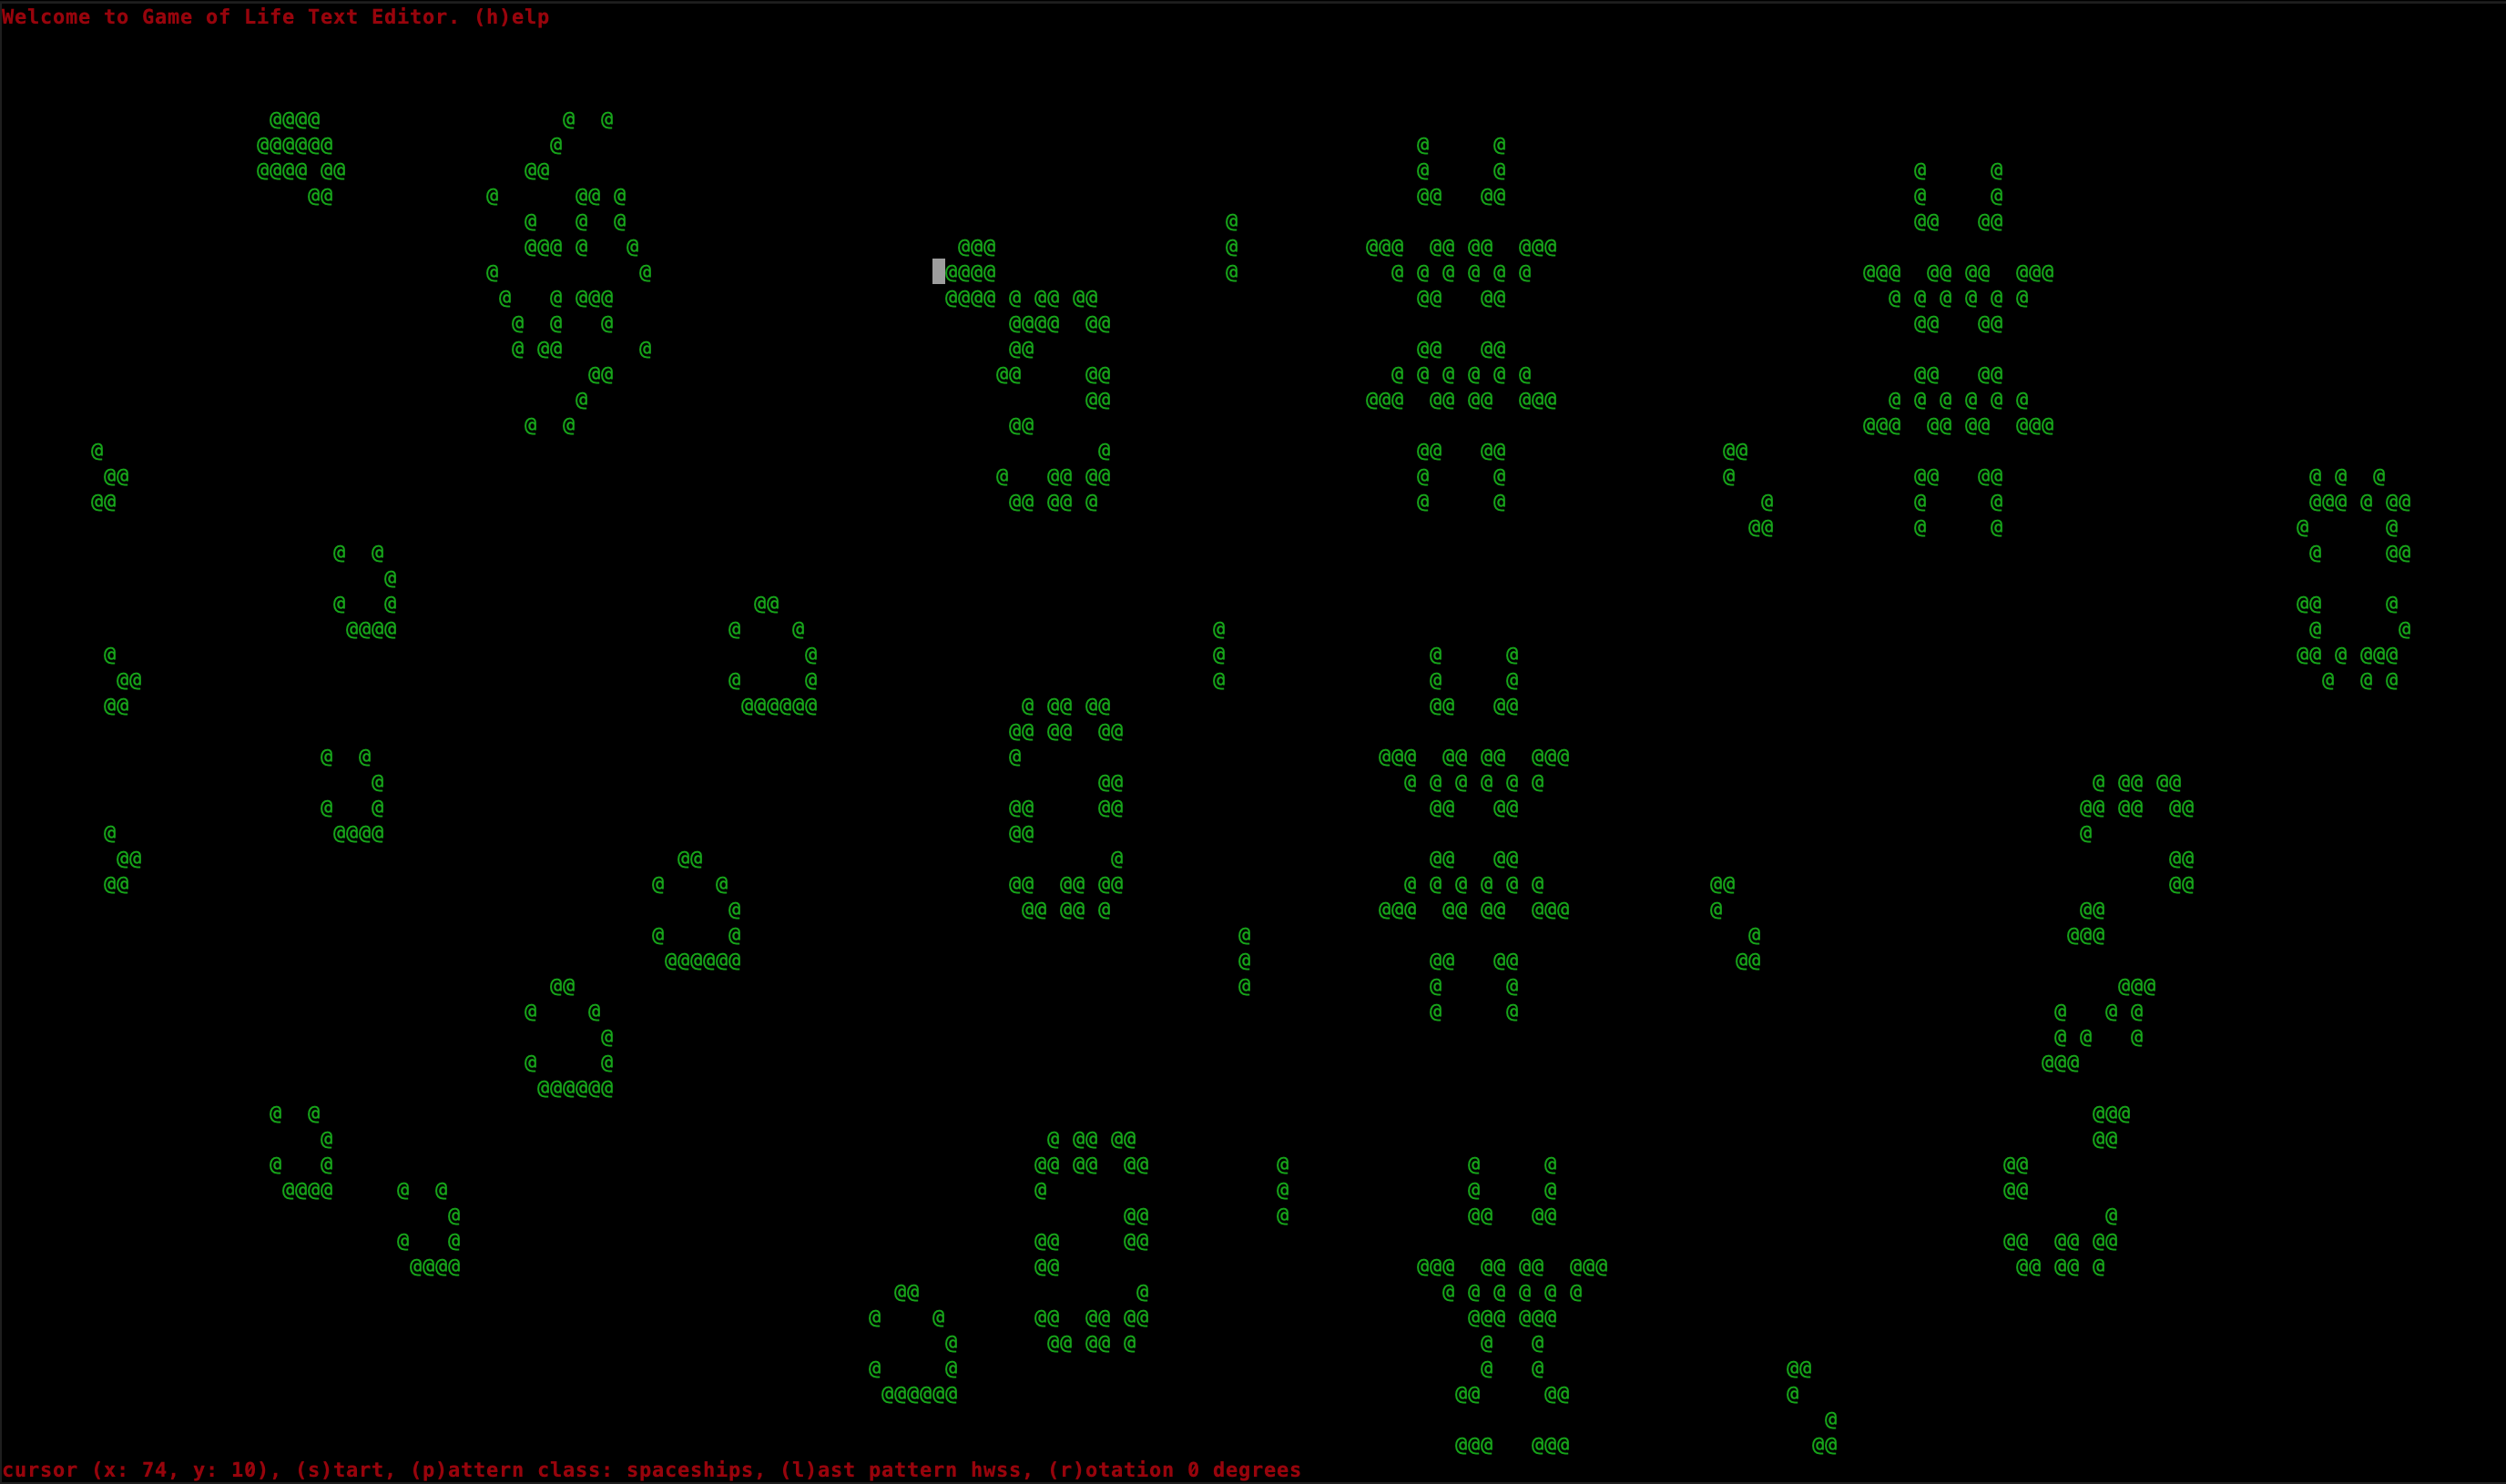 Welcome to Game of Life Text Editor. (h)elp
cursor (x: 74, y: 10), (s)tart, (p)attern class: spaceships, (l)ast pattern hwss, (r)otation 0 degrees